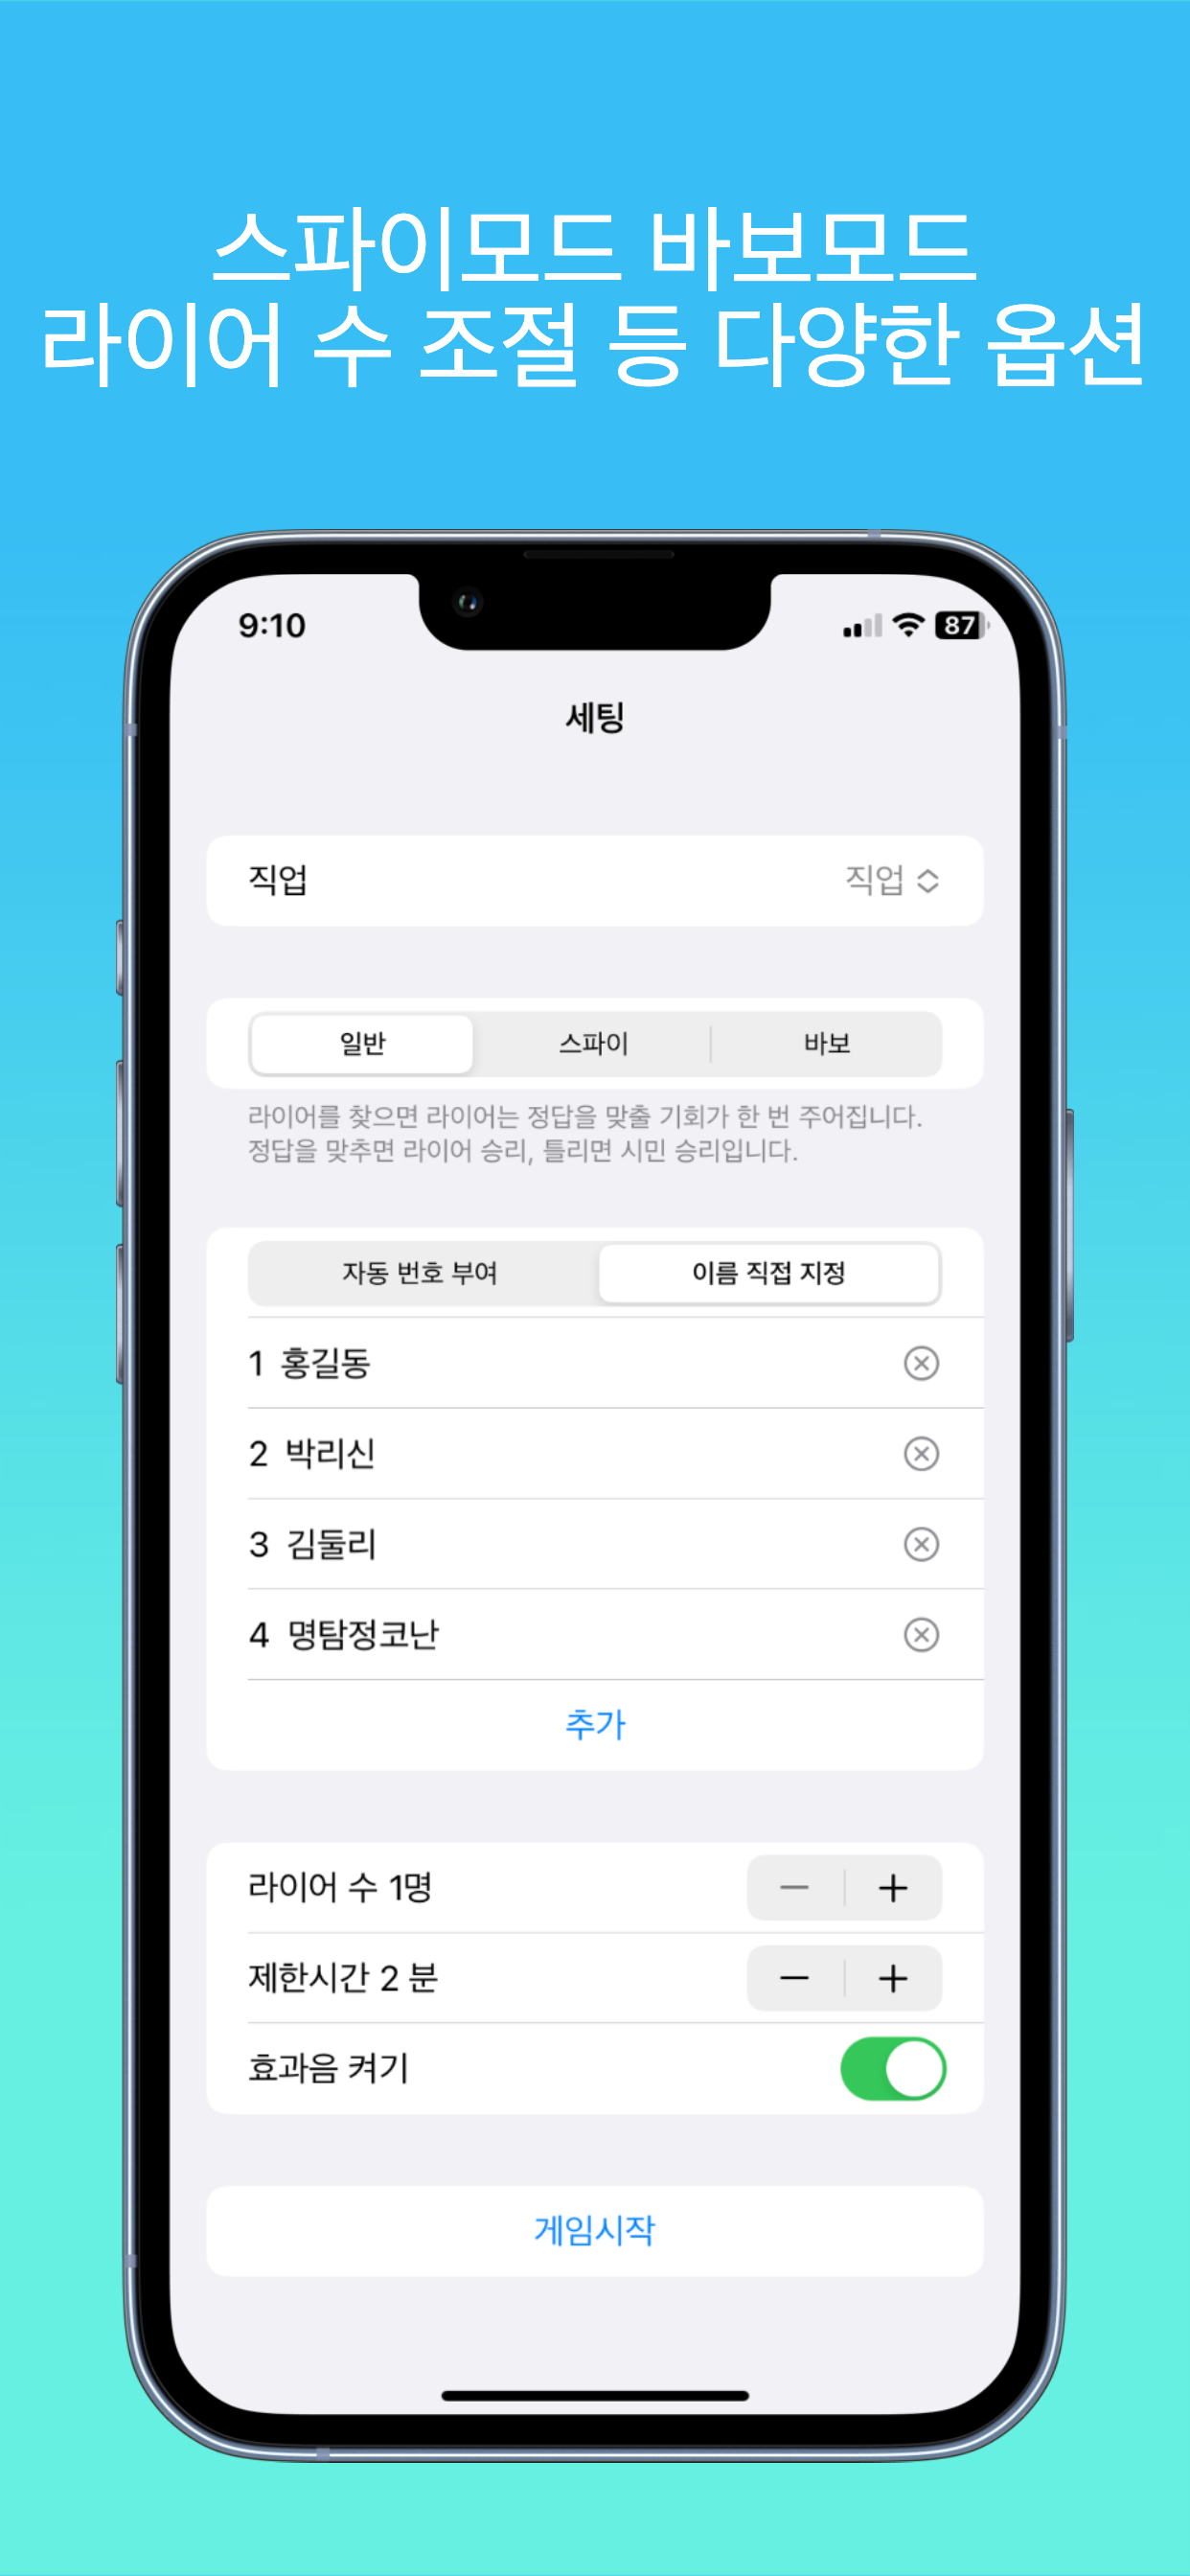 스파이모드 바보모드
라이어 수 조절 등 다양한 옵션
9:10
87
세팅
직업 직업
일반 스파이 바보
라이어를 찾으면 라이어는 정답을 맞출 기회가 한 번 주어집니다.
정답을 맞추면 라이어 승리, 틀리면 시민 승리입니다.
자동 번호 부여 이름 직접 지정
1 홍길동
2 박리신
3 김둘리
4 명탐정코난
추가
라이어 수 1명
제한시간 2 분
효과음 켜기
게임시작